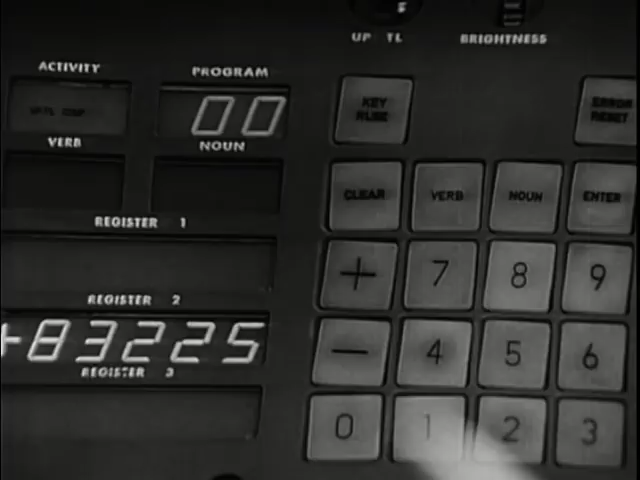 UP TL BRIGHTNESS
ACTIVITY PROGRAM
00 KEY RLSE ERROR RESET
VERB NOUN
CLEAR VERB NOUN ENTER
REGISTER 1
+ 7 8 9
REGISTER 2
+83225 - 4 5 6
REGISTER 3
0 1 2 3